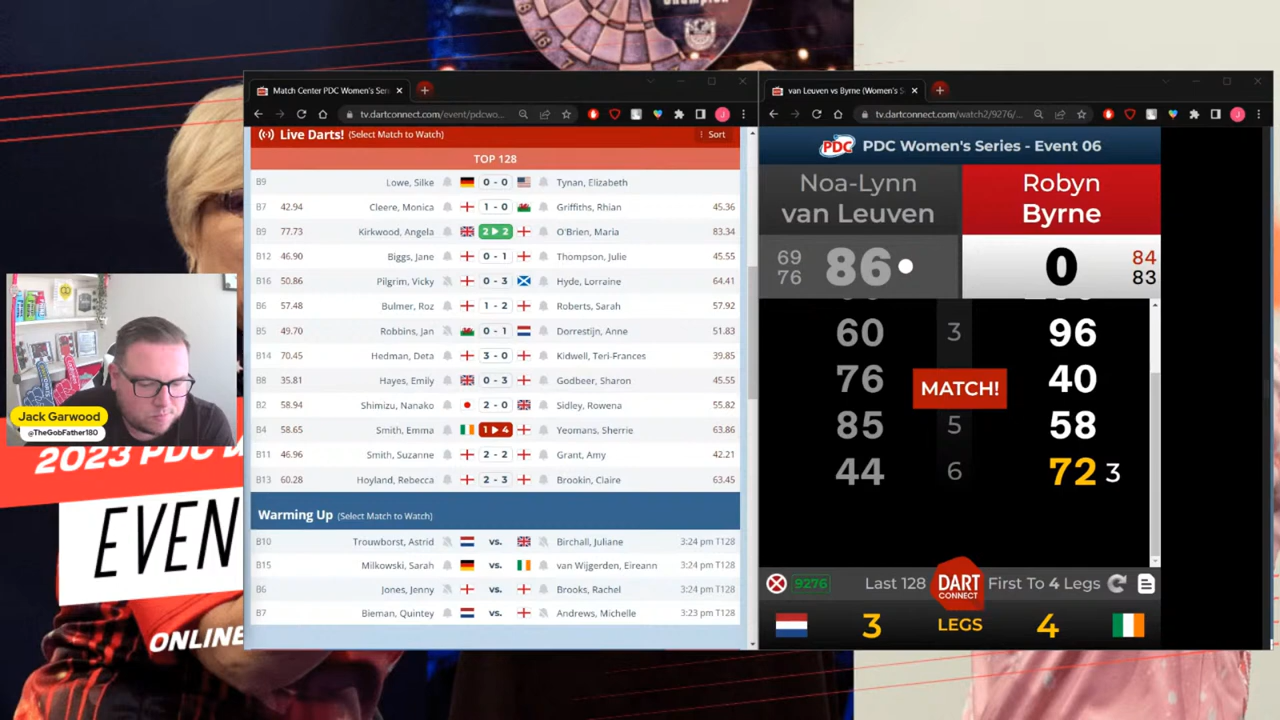 Match Center PDC Women's Seri
tv.dartconnect.com/event/pdcwo...
J
Live Darts! (Select Match to Watch)
Sort
TOP 128
B9 Lowe, Silke 0 - 0 Tynan, Elizabeth
B7 42.94 Cleere, Monica 1 - 0 Griffiths, Rhian 45.36
B9 77.73 Kirkwood, Angela 2 ▶ 2 O'Brien, Maria 83.34
B12 46.90 Biggs, Jane 0 - 1 Thompson, Julie 45.55
B16 50.86 Pilgrim, Vicky 0 - 3 Hyde, Lorraine 64.41
B6 57.48 Bulmer, Roz 1 - 2 Roberts, Sarah 57.92
B5 49.70 Robbins, Jan 0 - 1 Dorrestijn, Anne 51.83
B14 70.45 Hedman, Deta 3 - 0 Kidwell, Teri-Frances 39.85
B8 35.81 Hayes, Emily 0 - 3 Godbeer, Sharon 45.55
B2 58.94 Shimizu, Nanako 2 - 0 Sidley, Rowena 55.82
B4 58.65 Smith, Emma 1 ▶ 4 Yeomans, Sherrie 63.86
B11 46.96 Smith, Suzanne 2 - 2 Grant, Amy 42.21
B13 60.28 Hoyland, Rebecca 2 - 3 Brookin, Claire 63.45
Warming Up (Select Match to Watch)
B10 Trouwborst, Astrid vs. Birchall, Juliane 3:24 pm T128
B15 Milkowski, Sarah vs. van Wijgerden, Eireann 3:24 pm T128
B6 Jones, Jenny vs. Brooks, Rachel 3:24 pm T128
B7 Bieman, Quintey vs. Andrews, Michelle 3:23 pm T128
van Leuven vs Byrne (Women's S
tv.dartconnect.com/watch2/9276/...
J
PDC PDC Women's Series - Event 06
Noa-Lynn
van Leuven
Robyn
Byrne
69
76
86
0
84
83
60 3 96
76 MATCH! 40
85 5 58
44 6 72 3
9276 Last 128 DART CONNECT First To 4 Legs
3 LEGS 4
Jack Garwood
@TheGobFather180
2023 PDC W
EVEN
ONLINE